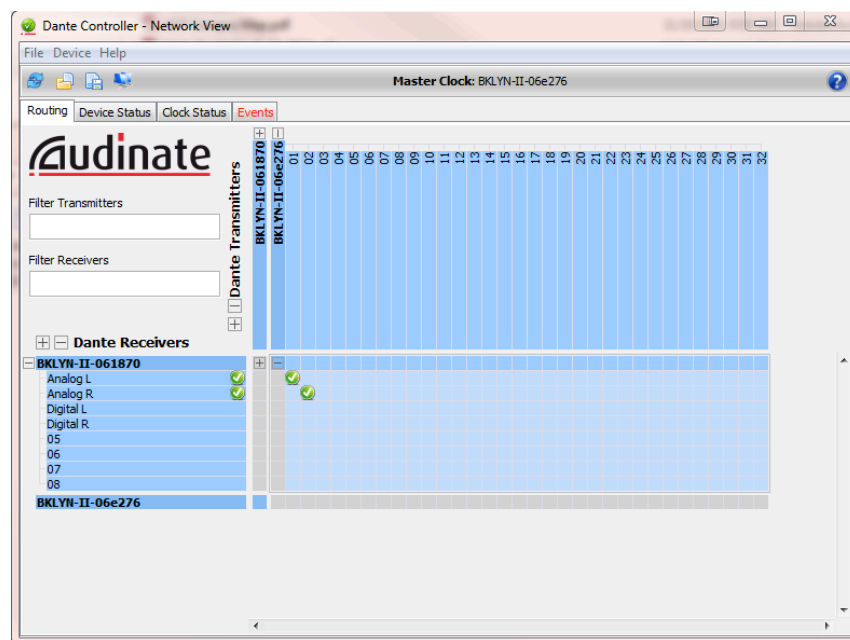 Dante Controller - Network View
File Device Help
Master Clock: BKLYN-II-06e276
Routing Device Status Clock Status Events
Audinate
Filter Transmitters
Filter Receivers
Dante Transmitters
BKLYN-II-061870
BKLYN-II-06e276
01 02 03 04 05 06 07 08 09 10 11 12 13 14 15 16 17 18 19 20 21 22 23 24 25 26 27 28 29 30 31 32
Dante Receivers
BKLYN-II-061870
Analog L
Analog R
Digital L
Digital R
05
06
07
08
BKLYN-II-06e276